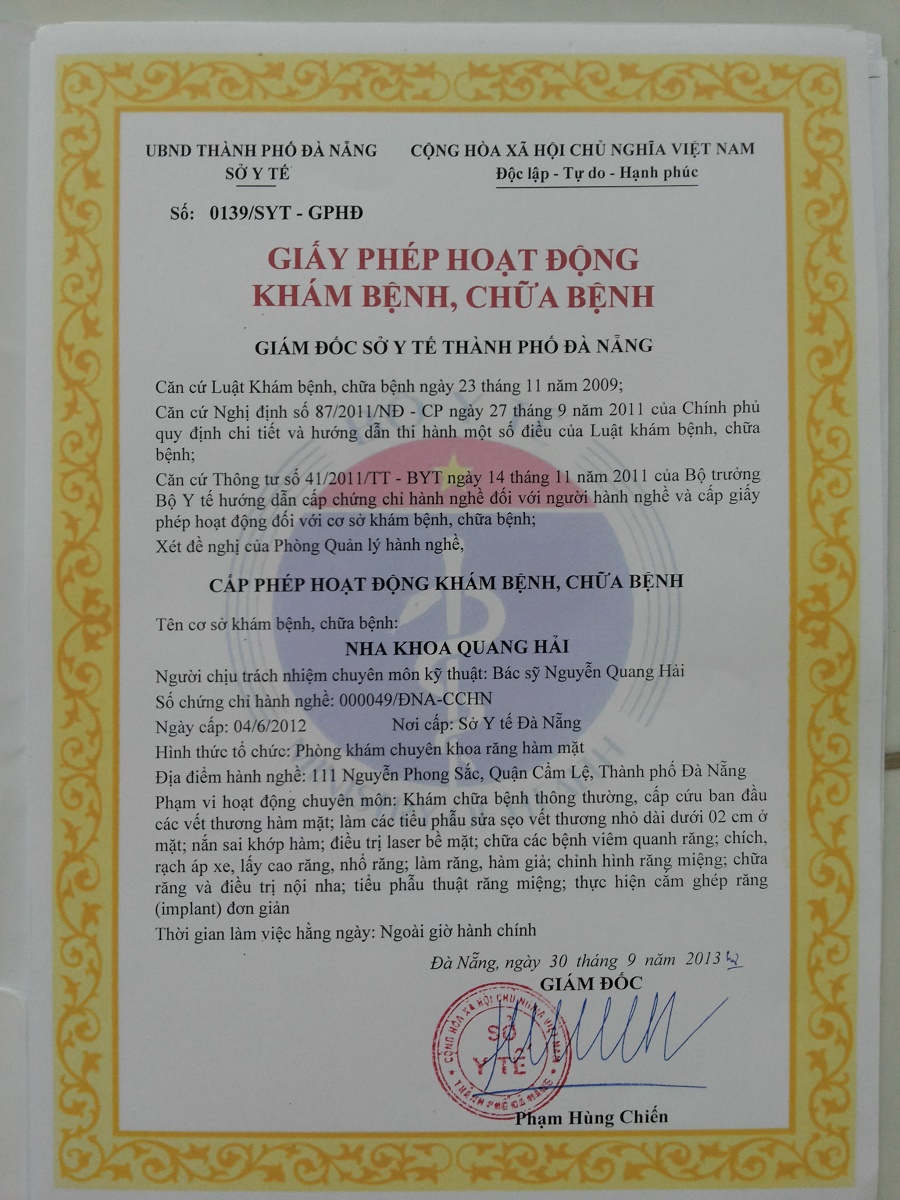 UBND THÀNH PHỐ ĐÀ NẴNG
SỞ Y TẾ
CỘNG HÒA XÃ HỘI CHỦ NGHĨA VIỆT NAM
Độc lập - Tự do - Hạnh phúc
Số: 0139/SYT - GPHĐ
GIẤY PHÉP HOẠT ĐỘNG
KHÁM BỆNH, CHỮA BỆNH
GIÁM ĐỐC SỞ Y TẾ THÀNH PHỐ ĐÀ NẴNG
Căn cứ Luật Khám bệnh, chữa bệnh ngày 23 tháng 11 năm 2009;
Căn cứ Nghị định số 87/2011/NĐ - CP ngày 27 tháng 9 năm 2011 của Chính phủ
quy định chi tiết và hướng dẫn thi hành một số điều của Luật khám bệnh, chữa
bệnh;
Căn cứ Thông tư số 41/2011/TT - BYT ngày 14 tháng 11 năm 2011 của Bộ trưởng
Bộ Y tế hướng dẫn cấp chứng chỉ hành nghề đối với người hành nghề và cấp giấy
phép hoạt động đối với cơ sở khám bệnh, chữa bệnh;
Xét đề nghị của Phòng Quản lý hành nghề,
CẤP PHÉP HOẠT ĐỘNG KHÁM BỆNH, CHỮA BỆNH
Tên cơ sở khám bệnh, chữa bệnh:
NHA KHOA QUANG HẢI
Người chịu trách nhiệm chuyên môn kỹ thuật: Bác sỹ Nguyễn Quang Hải
Số chứng chỉ hành nghề: 000049/ĐNA-CCHN
Ngày cấp: 04/6/2012 Nơi cấp: Sở Y tế Đà Nẵng
Hình thức tổ chức: Phòng khám chuyên khoa răng hàm mặt
Địa điểm hành nghề: 111 Nguyễn Phong Sắc, Quận Cẩm Lệ, Thành phố Đà Nẵng
Phạm vi hoạt động chuyên môn: Khám chữa bệnh thông thường, cấp cứu ban đầu
các vết thương hàm mặt; làm các tiểu phẫu sửa sẹo vết thương nhỏ dài dưới 02 cm ở
mặt; nắn sai khớp hàm; điều trị laser bề mặt; chữa các bệnh viêm quanh răng; chích,
rạch áp xe, lấy cao răng, nhổ răng; làm răng, hàm giả; chỉnh hình răng miệng; chữa
răng và điều trị nội nha; tiểu phẫu thuật răng miệng; thực hiện cắm ghép răng
(implant) đơn giản
Thời gian làm việc hằng ngày: Ngoài giờ hành chính
Đà Nẵng, ngày 30 tháng 9 năm 2013
GIÁM ĐỐC
CỘNG HÒA XÃ HỘI CHỦ NGHĨA VIỆT NAM
SỞ
Y TẾ
THÀNH PHỐ ĐÀ NẴNG
Phạm Hùng Chiến